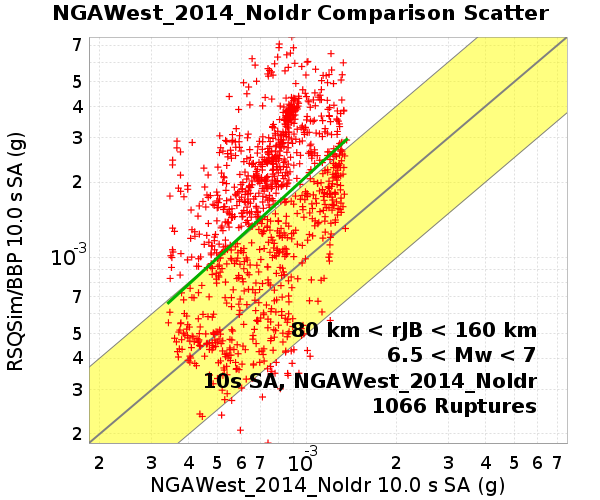 NGAWest_2014_NoIdr Comparison Scatter
7
5
4
3
2
10-3
7
5
4
3
2
RSQSim/BBP 10.0 s SA (g)
80 km < rJB < 160 km
6.5 < Mw < 7
10s SA, NGAWest_2014_NoIdr
1066 Ruptures
2 3 4 5 6 7 10-3 2 3 4 5 6 7
NGAWest_2014_NoIdr 10.0 s SA (g)